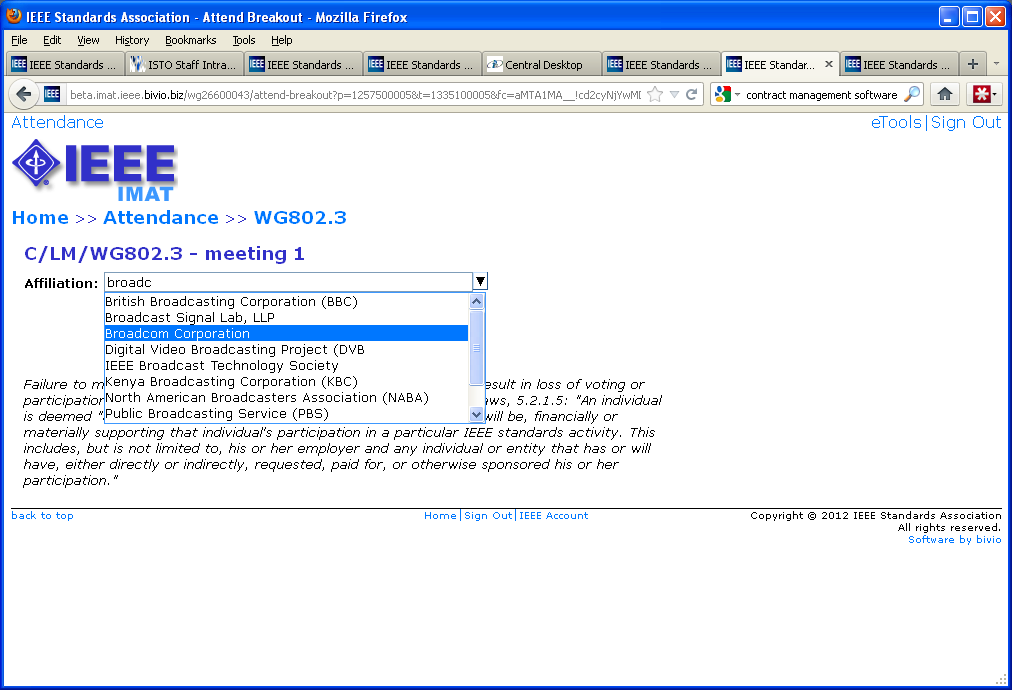 IEEE Standards Association - Attend Breakout - Mozilla Firefox
File Edit View History Bookmarks Tools Help
IEEE Standards ... ISTO Staff Intra... IEEE Standards ... IEEE Standards ... Central Desktop IEEE Standards ... IEEE Standar... IEEE Standards ...
beta.imat.ieee.bivio.biz/wg26600043/attend-breakout?p=1257500005&t=1335100005&fc=aMTA1MA__!cd2cyNjYwMI contract management software
Attendance eTools|Sign Out
IEEE
IMAT
Home >> Attendance >> WG802.3
C/LM/WG802.3 - meeting 1
Affiliation: broadc
British Broadcasting Corporation (BBC)
Broadcast Signal Lab, LLP
Broadcom Corporation
Digital Video Broadcasting Project (DVB
IEEE Broadcast Technology Society
Kenya Broadcasting Corporation (KBC)
North American Broadcasters Association (NABA)
Public Broadcasting Service (PBS)
Failure to m esult in loss of voting or
participation aws, 5.2.1.5: "An individual
is deemed " will be, financially or
materially supporting that individual's participation in a particular IEEE standards activity. This
includes, but is not limited to, his or her employer and any individual or entity that has or will
have, either directly or indirectly, requested, paid for, or otherwise sponsored his or her
participation."
back to top Home|Sign Out|IEEE Account Copyright © 2012 IEEE Standards Association
All rights reserved.
Software by bivio